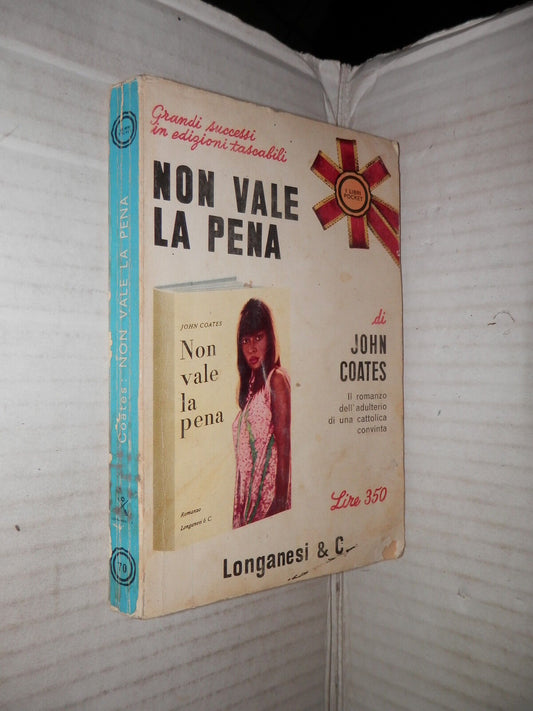 Grandi successi
in edizioni tascabili
NON VALE
LA PENA
I LIBRI
POCKET
JOHN COATES
Non
vale
la
pena
Romanzo
Longanesi & C.
di
JOHN
COATES
Il romanzo
dell'adulterio
di una cattolica
convinta
Lire 350
Longanesi & C.
Coates: NON VALE LA PENA
70